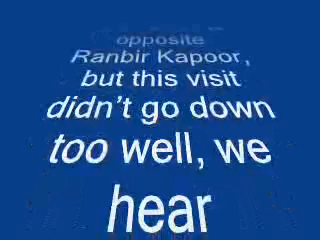 opposite
Ranbir Kapoor,
but this visit
didn't go down
too well, we
hear